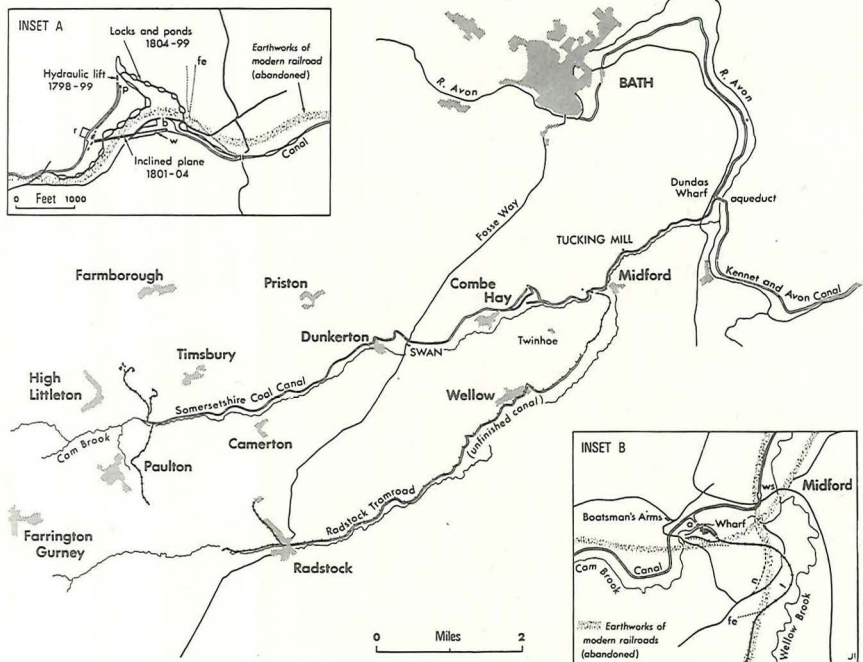 INSET A
Locks and ponds
1804-99
Earthworks of
modern railroad
(abandoned)
fe
Hydraulic lift
1798-99
p
r
b
w
Inclined plane
1801-04
Canal
0 Feet 1000
R. Avon
BATH
R. Avon
Fosse Way
Dundas
Wharf
aqueduct
TUCKING MILL
Midford
Kennet and Avon Canal
Farmborough
Priston
Combe
Hay
Dunkerton
SWAN
Twinhoe
Timsbury
High
Littleton
Somersetshire Coal Canal
Wellow
(unfinished canal)
Cam Brook
Camerton
Paulton
Radstock Tramroad
Farrington
Gurney
Radstock
0 Miles 2
INSET B
ws
Midford
Boatsman's Arms
a
Wharf
Cam
Brook
Canal
n
l
fe
Wellow Brook
Earthworks of
modern railroads
(abandoned)